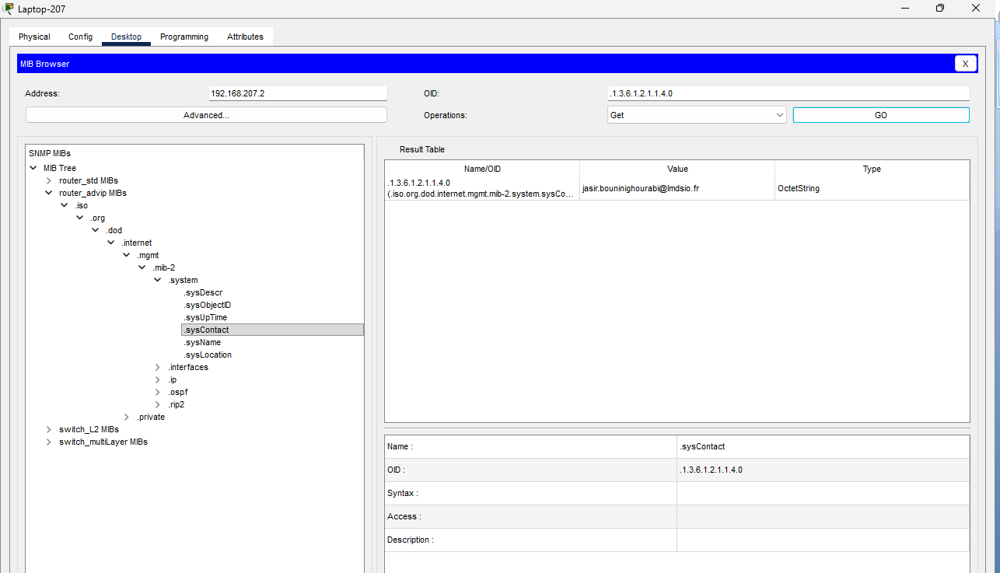 Laptop-207
Physical Config Desktop Programming Attributes
MIB Browser X
Address: 192.168.207.2 OID: .1.3.6.1.2.1.1.4.0
Advanced... Operations: Get GO
SNMP MIBs
MIB Tree
router_std MIBs
router_advip MIBs
.iso
.org
.dod
.internet
.mgmt
.mib-2
.system
.sysDescr
.sysObjectID
.sysUpTime
.sysContact
.sysName
.sysLocation
.interfaces
.ip
.ospf
.rip2
.private
switch_L2 MIBs
switch_multiLayer MIBs
Result Table
Name/OID Value Type
.1.3.6.1.2.1.1.4.0
(.iso.org.dod.internet.mgmt.mib-2.system.sysCo... jasir.bouninighourabi@lmdsio.fr OctetString
Name : .sysContact
OID : .1.3.6.1.2.1.1.4.0
Syntax :
Access :
Description :